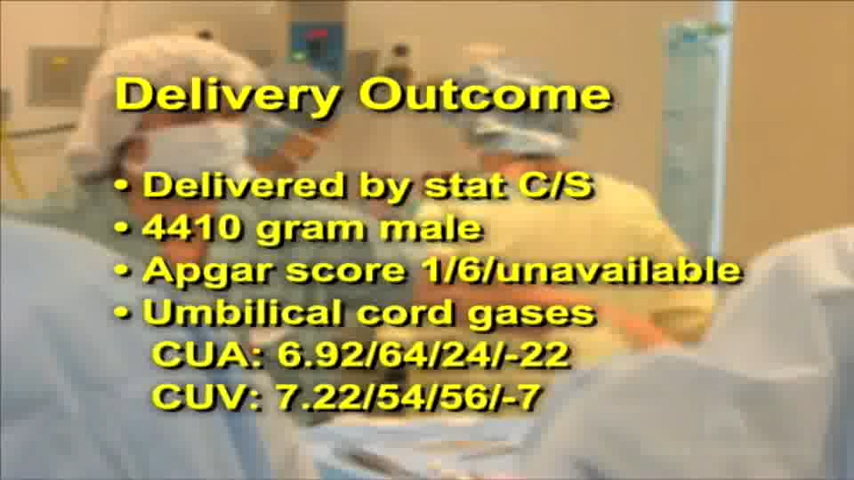 Delivery Outcome
• Delivered by stat C/S
• 4410 gram male
• Apgar score 1/6/unavailable
• Umbilical cord gases
CUA: 6.92/64/24/-22
CUV: 7.22/54/56/-7